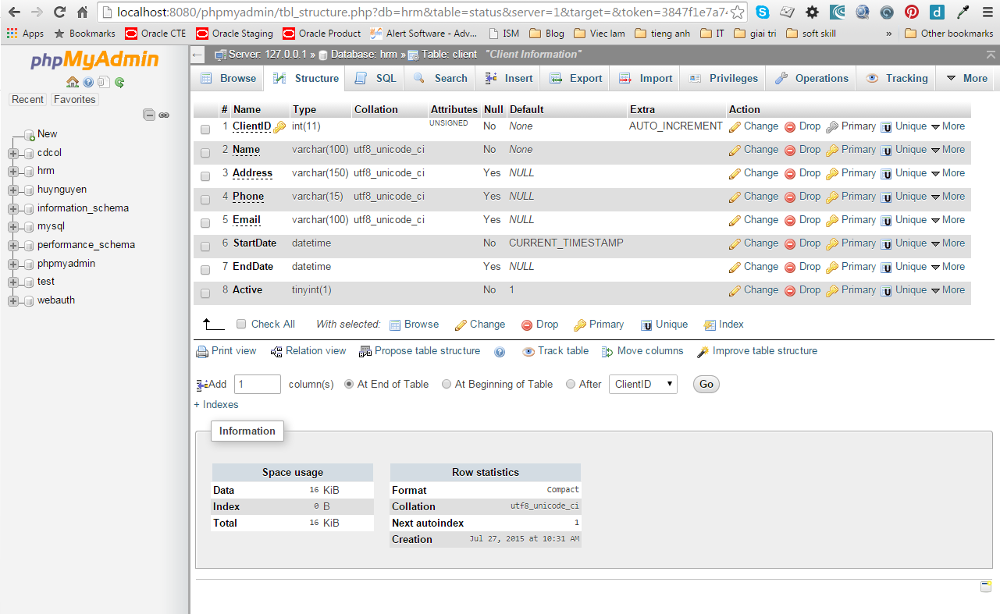 localhost:8080/phpmyadmin/tbl_structure.php?db=hrm&table=status&server=1&target=&token=3847f1e7a74
Apps Bookmarks Oracle CTE Oracle Staging Oracle Product Alert Software - Adv... ISM Blog Viec lam tieng anh IT giai tri soft skill » Other bookmarks
phpMyAdmin
Recent Favorites
New
cdcol
hrm
huynguyen
information_schema
mysql
performance_schema
phpmyadmin
test
webauth
Server: 127.0.0.1 » Database: hrm » Table: client "Client Information"
Browse Structure SQL Search Insert Export Import Privileges Operations Tracking More
# Name Type Collation Attributes Null Default Extra Action
1 ClientID int(11) UNSIGNED No None AUTO_INCREMENT Change Drop Primary Unique More
2 Name varchar(100) utf8_unicode_ci No None Change Drop Primary Unique More
3 Address varchar(150) utf8_unicode_ci Yes NULL Change Drop Primary Unique More
4 Phone varchar(15) utf8_unicode_ci Yes NULL Change Drop Primary Unique More
5 Email varchar(100) utf8_unicode_ci Yes NULL Change Drop Primary Unique More
6 StartDate datetime No CURRENT_TIMESTAMP Change Drop Primary Unique More
7 EndDate datetime Yes NULL Change Drop Primary Unique More
8 Active tinyint(1) No 1 Change Drop Primary Unique More
Check All With selected: Browse Change Drop Primary Unique Index
Print view Relation view Propose table structure Track table Move columns Improve table structure
Add 1 column(s) At End of Table At Beginning of Table After ClientID Go
+ Indexes
Information
Space usage
Data 16 KiB
Index 0 B
Total 16 KiB
Row statistics
Format Compact
Collation utf8_unicode_ci
Next autoindex 1
Creation Jul 27, 2015 at 10:31 AM